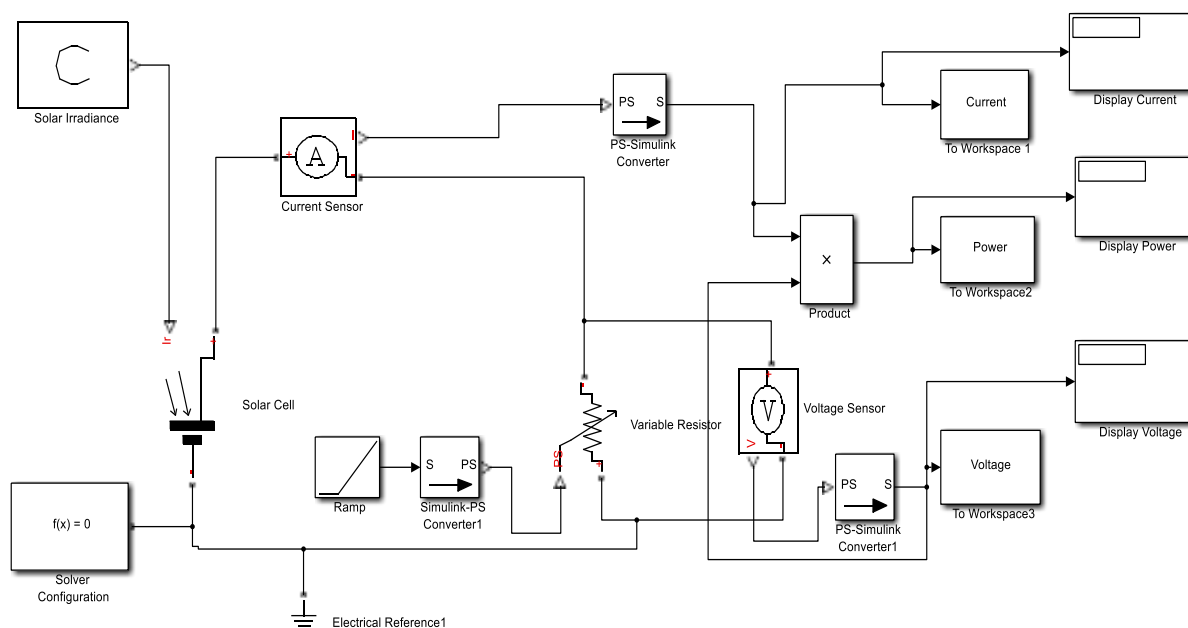 Solar Irradiance
PS S
PS-Simulink
Converter
Display Current
Current
To Workspace 1
I
+
A
-
Current Sensor
Display Power
Power
To Workspace2
×
Product
Ir
+
Solar Cell
-
Display Voltage
+
V
V
-
Voltage Sensor
-
Variable Resistor
PS
+
Ramp
S PS
Simulink-PS
Converter1
PS S
PS-Simulink
Converter1
Voltage
To Workspace3
f(x) = 0
Solver
Configuration
Electrical Reference1